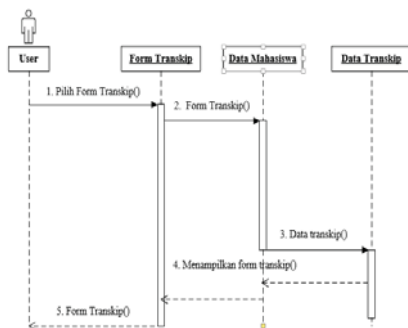 User
Form Transkip
Data Mahasiswa
Data Transkip
1. Pilih Form Transkip()
2. Form Transkip()
3. Data transkip()
4. Menampilkan form transkip()
5. Form Transkip()